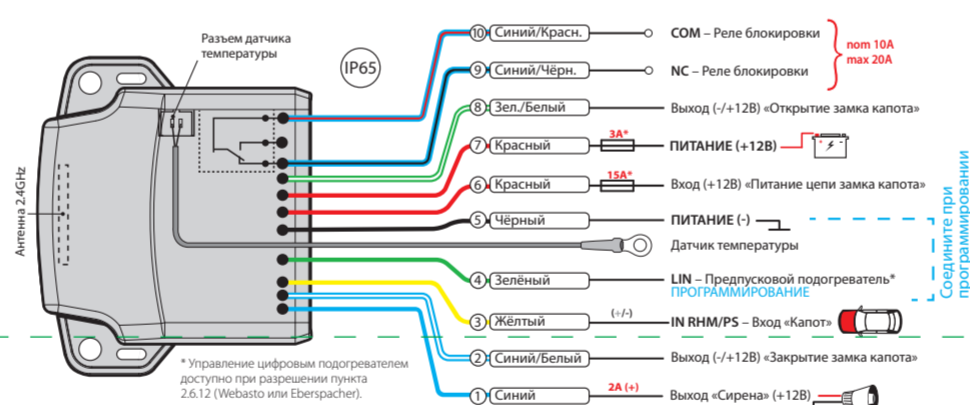 Разъем датчика
температуры
IP65
Антенна 2.4GHz
10 Синий/Красн. COM – Реле блокировки
nom 10A
max 20A
9 Синий/Чёрн. NC – Реле блокировки
8 Зел./Белый Выход (-/+12В) «Открытие замка капота»
7 Красный 3А* ПИТАНИЕ (+12В)
6 Красный 15А* Вход (+12В) «Питание цепи замка капота»
5 Чёрный ПИТАНИЕ (-)
Датчик температуры
4 Зелёный LIN – Предпусковой подогреватель*
ПРОГРАММИРОВАНИЕ
Соедините при
программировании
3 Жёлтый (+/-) IN RHM/PS – Вход «Капот»
2 Синий/Белый Выход (-/+12В) «Закрытие замка капота»
1 Синий 2А (+) Выход «Сирена» (+12В)
* Управление цифровым подогревателем
доступно при разрешении пункта
2.6.12 (Webasto или Eberspacher).